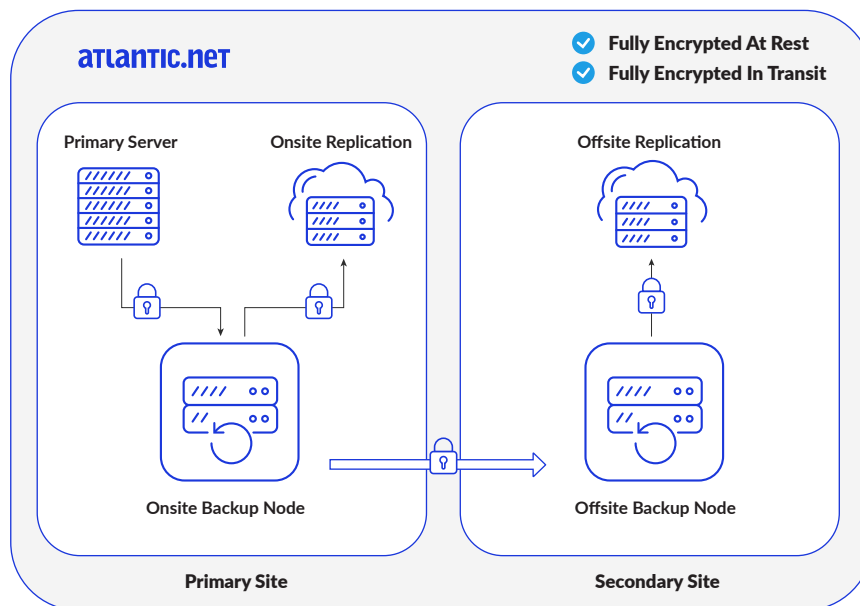 atlantic.net
Fully Encrypted At Rest
Fully Encrypted In Transit
Primary Server
Onsite Replication
Offsite Replication
Onsite Backup Node
Offsite Backup Node
Primary Site
Secondary Site